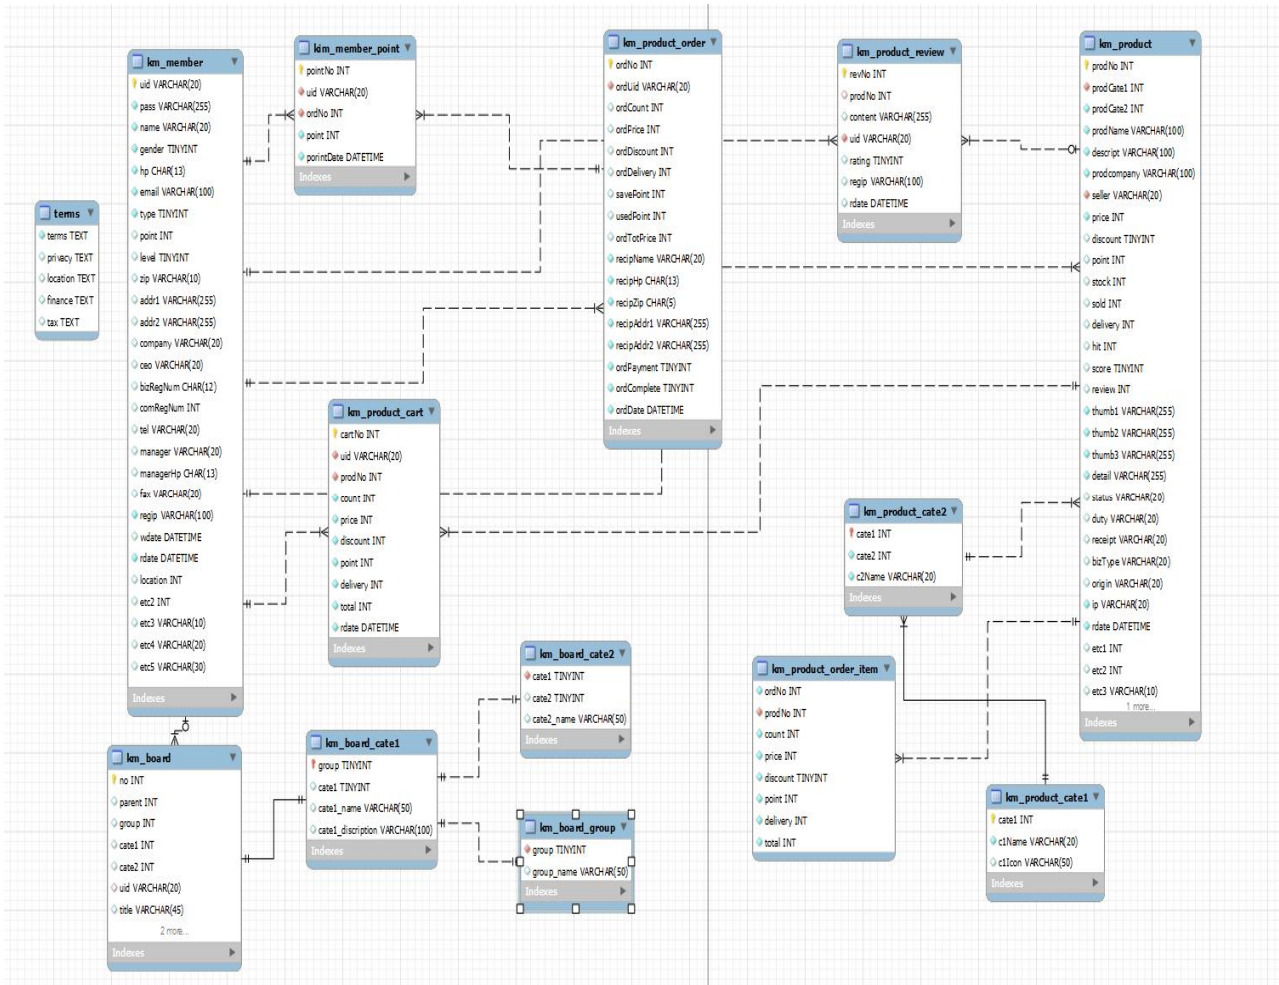 km_member
uid VARCHAR(20)
pass VARCHAR(255)
name VARCHAR(20)
gender TINYINT
hp CHAR(13)
email VARCHAR(100)
type TINYINT
point INT
level TINYINT
zip VARCHAR(10)
addr1 VARCHAR(255)
addr2 VARCHAR(255)
company VARCHAR(20)
ceo VARCHAR(20)
bizRegNum CHAR(12)
comRegNum INT
tel VARCHAR(20)
manager VARCHAR(20)
managerHp CHAR(13)
fax VARCHAR(20)
regip VARCHAR(100)
wdate DATETIME
rdate DATETIME
location INT
etc2 INT
etc3 VARCHAR(10)
etc4 VARCHAR(20)
etc5 VARCHAR(30)
Indexes
terms
terms TEXT
privacy TEXT
location TEXT
finance TEXT
tax TEXT
kim_member_point
pointNo INT
uid VARCHAR(20)
ordNo INT
point INT
porintDate DATETIME
Indexes
km_product_order
ordNo INT
ordUid VARCHAR(20)
ordCount INT
ordPrice INT
ordDiscount INT
ordDelivery INT
savePoint INT
usedPoint INT
ordTotPrice INT
recipName VARCHAR(20)
recipHp CHAR(13)
recipZip CHAR(5)
recipAddr1 VARCHAR(255)
recipAddr2 VARCHAR(255)
ordPayment TINYINT
ordComplete TINYINT
ordDate DATETIME
Indexes
km_product_review
revNo INT
prodNo INT
content VARCHAR(255)
uid VARCHAR(20)
rating TINYINT
regip VARCHAR(100)
rdate DATETIME
Indexes
km_product
prodNo INT
prodCate1 INT
prodCate2 INT
prodName VARCHAR(100)
descript VARCHAR(100)
prodcompany VARCHAR(100)
seller VARCHAR(20)
price INT
discount TINYINT
point INT
stock INT
sold INT
delivery INT
hit INT
score TINYINT
review INT
thumb1 VARCHAR(255)
thumb2 VARCHAR(255)
thumb3 VARCHAR(255)
detail VARCHAR(255)
status VARCHAR(20)
duty VARCHAR(20)
receipt VARCHAR(20)
bizType VARCHAR(20)
origin VARCHAR(20)
ip VARCHAR(20)
rdate DATETIME
etc1 INT
etc2 INT
etc3 VARCHAR(10)
1 more...
Indexes
km_product_cart
cartNo INT
uid VARCHAR(20)
prodNo INT
count INT
price INT
discount INT
point INT
delivery INT
total INT
rdate DATETIME
Indexes
km_product_cate2
cate1 INT
cate2 INT
c2Name VARCHAR(20)
Indexes
km_board_cate2
cate1 TINYINT
cate2 TINYINT
cate2_name VARCHAR(50)
Indexes
km_product_order_item
ordNo INT
prodNo INT
count INT
price INT
discount TINYINT
point INT
delivery INT
total INT
km_board
no INT
parent INT
group INT
cate1 INT
cate2 INT
uid VARCHAR(20)
title VARCHAR(45)
2 more...
Indexes
km_board_cate1
group TINYINT
cate1 TINYINT
cate1_name VARCHAR(50)
cate1_discription VARCHAR(100)
Indexes
km_board_group
group TINYINT
group_name VARCHAR(50)
Indexes
km_product_cate1
cate1 INT
c1Name VARCHAR(20)
c1Icon VARCHAR(50)
Indexes